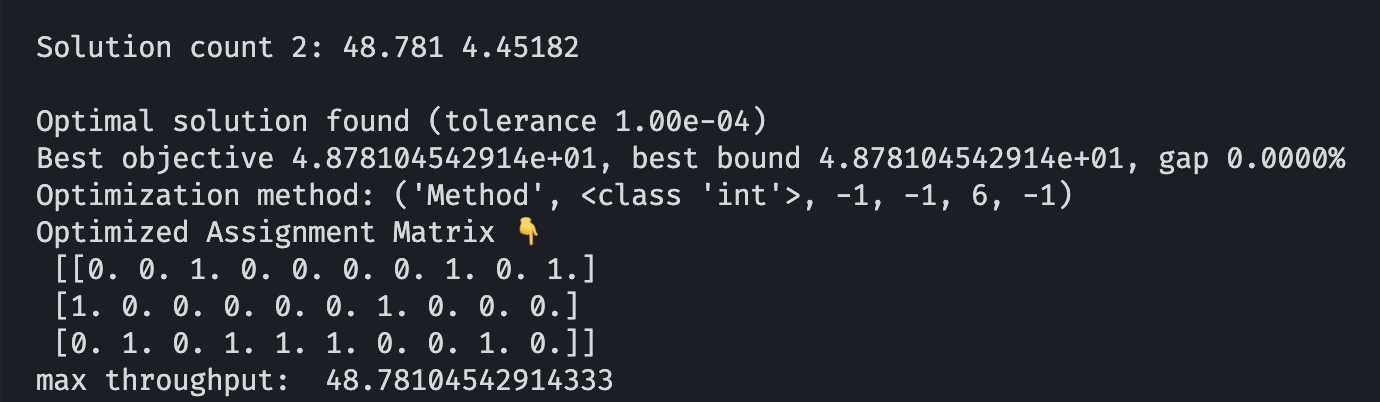 Solution count 2: 48.781 4.45182
Optimal solution found (tolerance 1.00e-04)
Best objective 4.878104542914e+01, best bound 4.878104542914e+01, gap 0.0000%
Optimization method: ('Method', <class 'int'>, -1, -1, 6, -1)
Optimized Assignment Matrix 👇
[[0. 0. 1. 0. 0. 0. 0. 1. 0. 1.]
[1. 0. 0. 0. 0. 0. 1. 0. 0. 0.]
[0. 1. 0. 1. 1. 1. 0. 0. 1. 0.]]
max throughput:  48.78104542914333